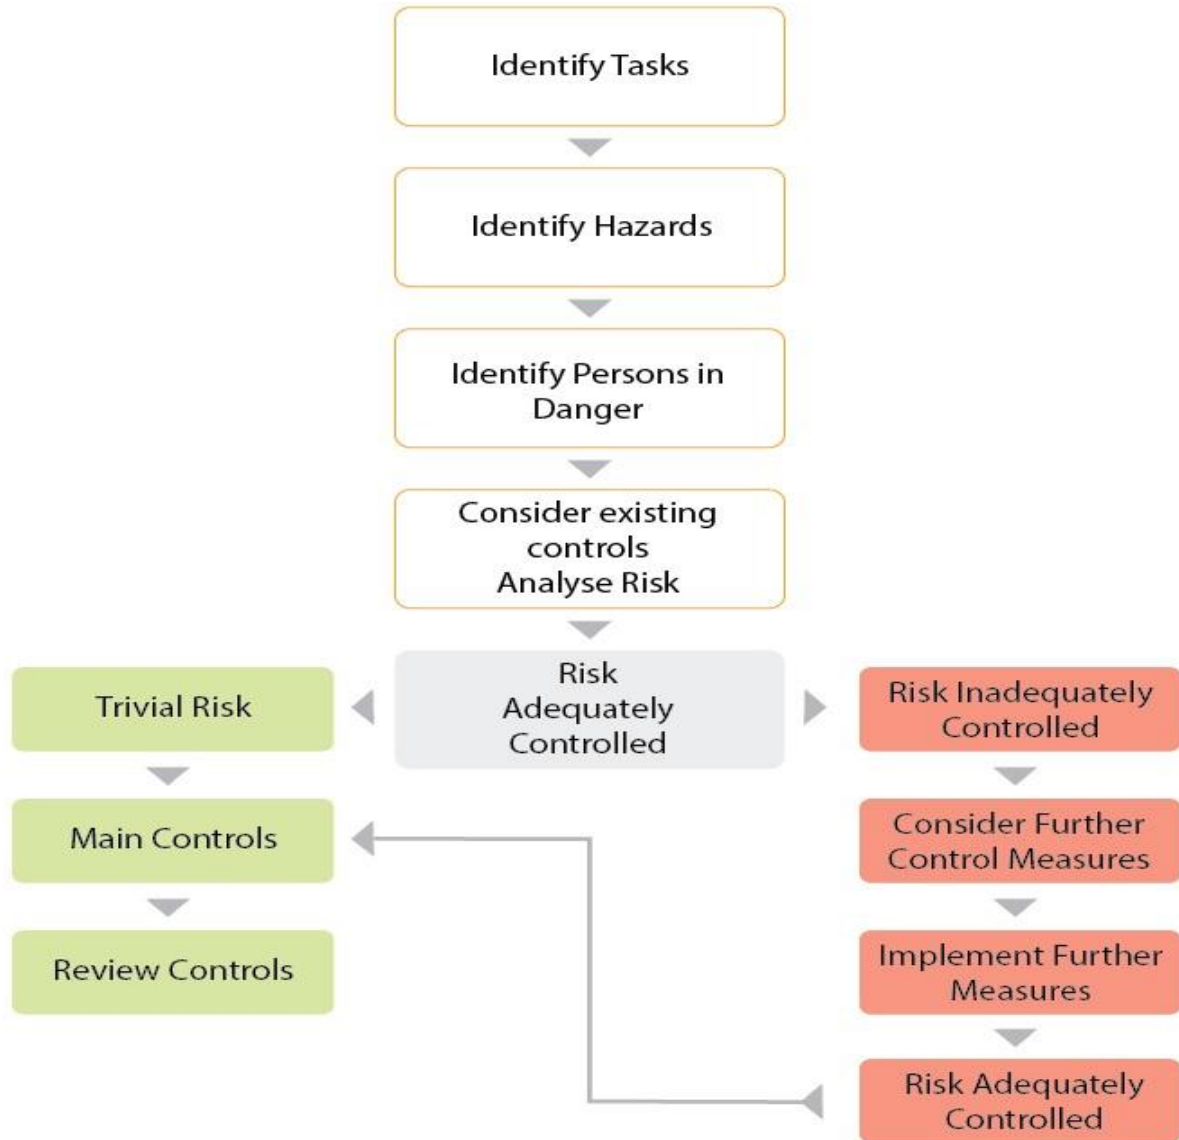 Identify Tasks
Identify Hazards
Identify Persons in
Danger
Consider existing
controls
Analyse Risk
Risk
Adequately
Controlled
Trivial Risk
Main Controls
Review Controls
Risk Inadequately
Controlled
Consider Further
Control Measures
Implement Further
Measures
Risk Adequately
Controlled